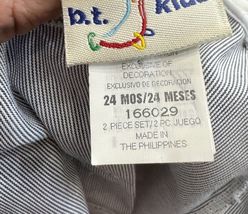 b.t. kids
EXCLUSIVE OF
DECORATION
EXCLUSIVO DE DECORACION
24 MOS/24 MESES
166029
2 PIECE SET/2 PC JUEGO
MADE IN
THE PHILIPPINES